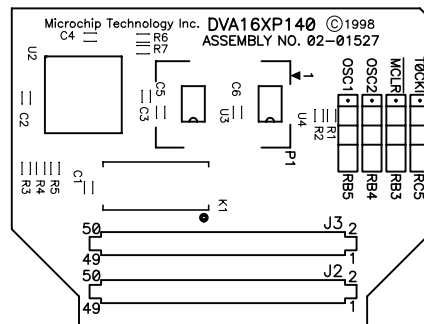 Microchip Technology Inc. DVA16XP140 ©1998
ASSEMBLY NO. 02-01527
C4
R6
R7
U2
1
C2
C5
C3
C6
U3
U4
R2
R1
OSC1
OSC2
MCLR
T0CKI
P1
R3
R4
R5
C1
K1
RB5
RB4
RB3
RC5
50
J3
2
49
1
50
J2
2
49
1